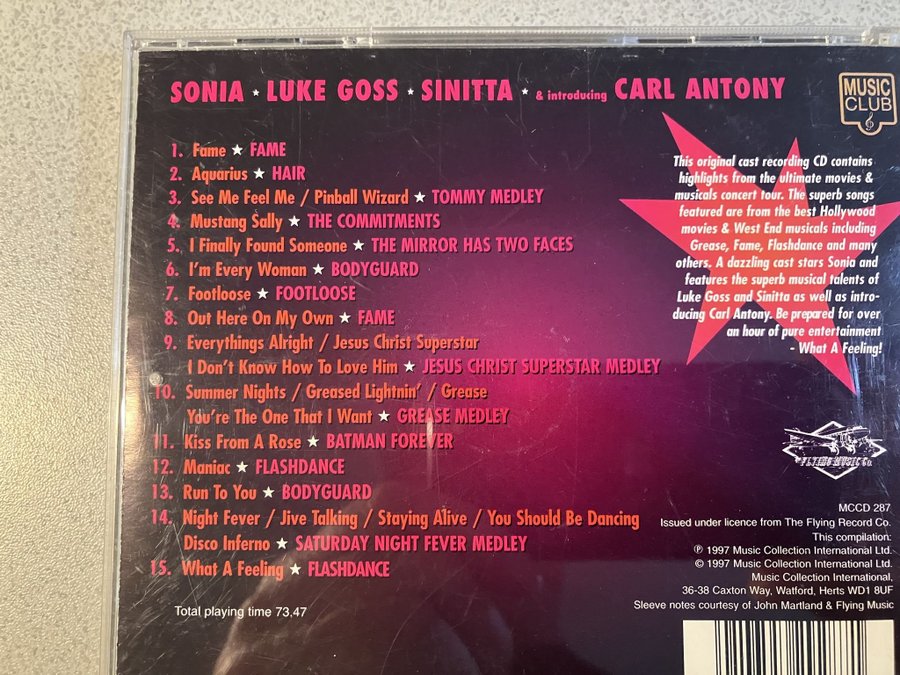 SONIA ★ LUKE GOSS ★ SINITTA ★ & introducing CARL ANTONY
MUSIC
CLUB
1. Fame ★ FAME
2. Aquarius ★ HAIR
3. See Me Feel Me / Pinball Wizard ★ TOMMY MEDLEY
4. Mustang Sally ★ THE COMMITMENTS
5. I Finally Found Someone ★ THE MIRROR HAS TWO FACES
6. I'm Every Woman ★ BODYGUARD
7. Footloose ★ FOOTLOOSE
8. Out Here On My Own ★ FAME
9. Everythings Alright / Jesus Christ Superstar
I Don't Know How To Love Him ★ JESUS CHRIST SUPERSTAR MEDLEY
10. Summer Nights / Greased Lightnin' / Grease
You're The One That I Want ★ GREASE MEDLEY
11. Kiss From A Rose ★ BATMAN FOREVER
12. Maniac ★ FLASHDANCE
13. Run To You ★ BODYGUARD
14. Night Fever / Jive Talking / Staying Alive / You Should Be Dancing
Disco Inferno ★ SATURDAY NIGHT FEVER MEDLEY
15. What A Feeling ★ FLASHDANCE
Total playing time 73.47
This original cast recording CD contains
highlights from the ultimate movies &
musicals concert tour. The superb songs
featured are from the best Hollywood
movies & West End musicals including
Grease, Fame, Flashdance and many
others. A dazzling cast stars Sonia and
features the superb musical talents of
Luke Goss and Sinitta as well as intro-
ducing Carl Antony. Be prepared for over
an hour of pure entertainment
- What A Feeling!
The FLYING MUSIC Co.
MCCD 287
Issued under licence from The Flying Record Co.
This compilation:
℗ 1997 Music Collection International Ltd.
© 1997 Music Collection International Ltd.
Music Collection International,
36-38 Caxton Way, Watford, Herts WD1 8UF
Sleeve notes courtesy of John Martland & Flying Music